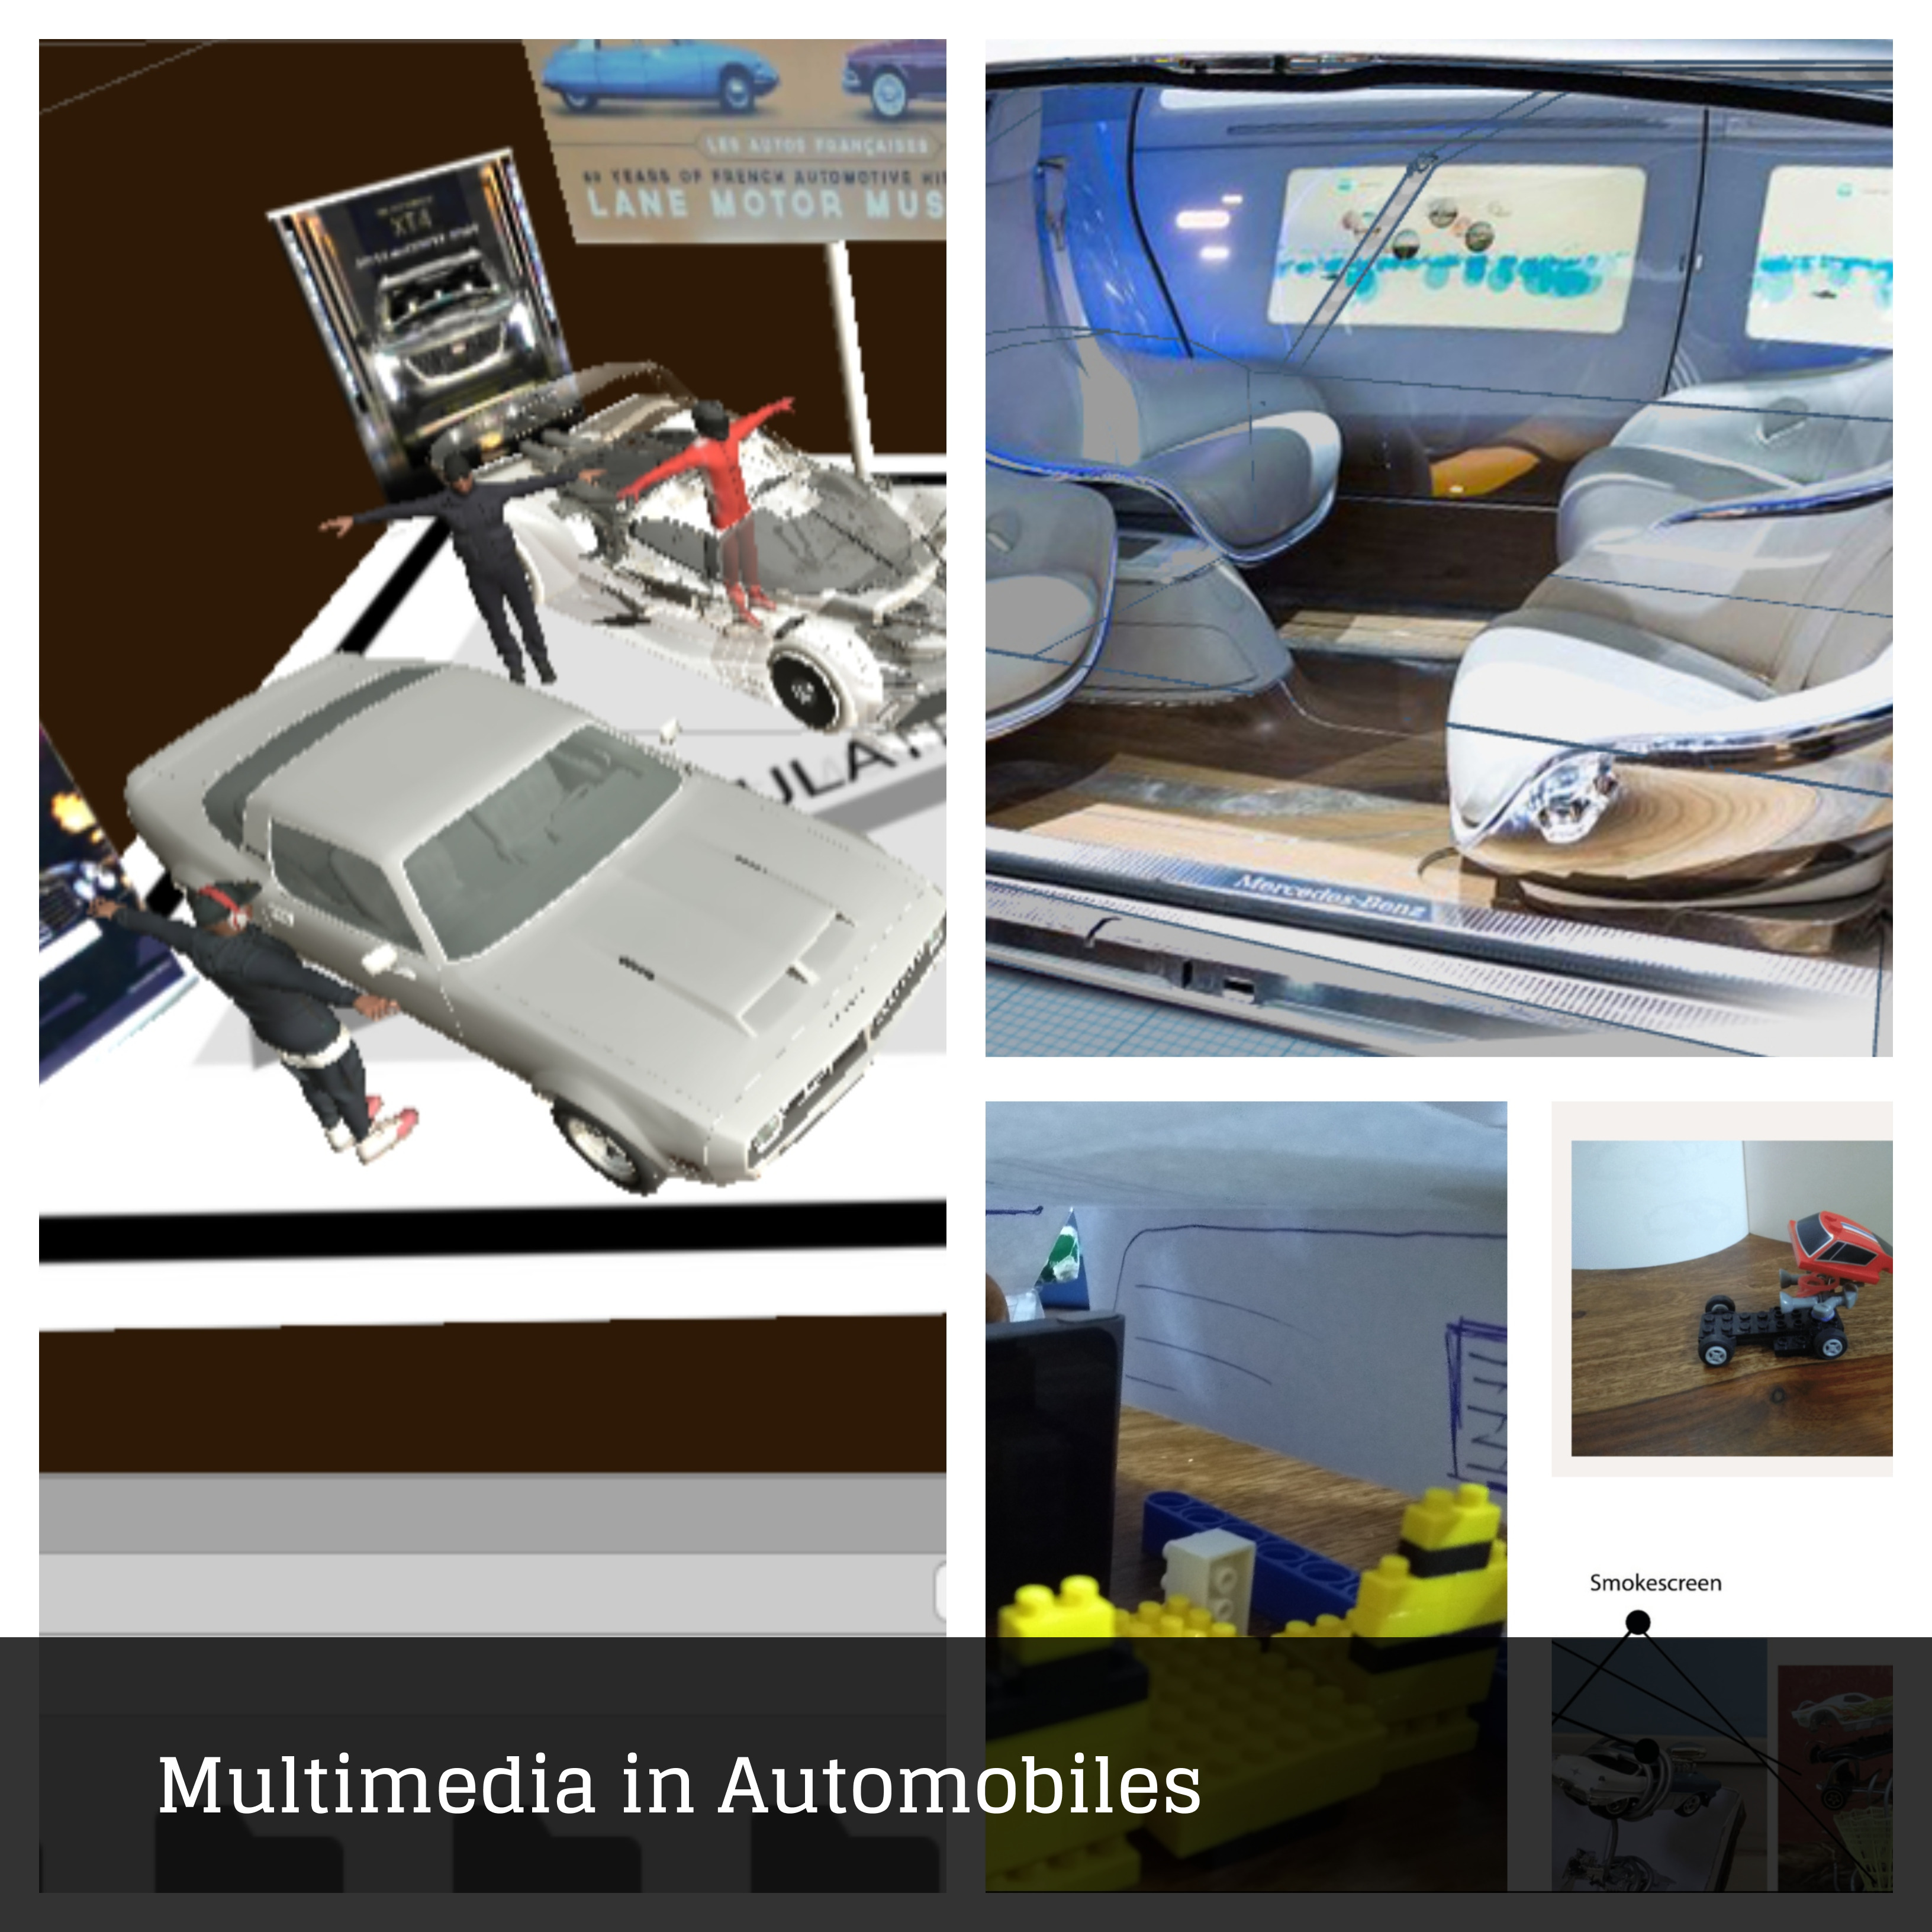 LES AUTOS FRANÇAISES
60 YEARS OF FRENCH AUTOMOTIVE HI
LANE MOTOR MUS
XT4
ULAT
Mercedes-Benz
Smokescreen
Multimedia in Automobiles